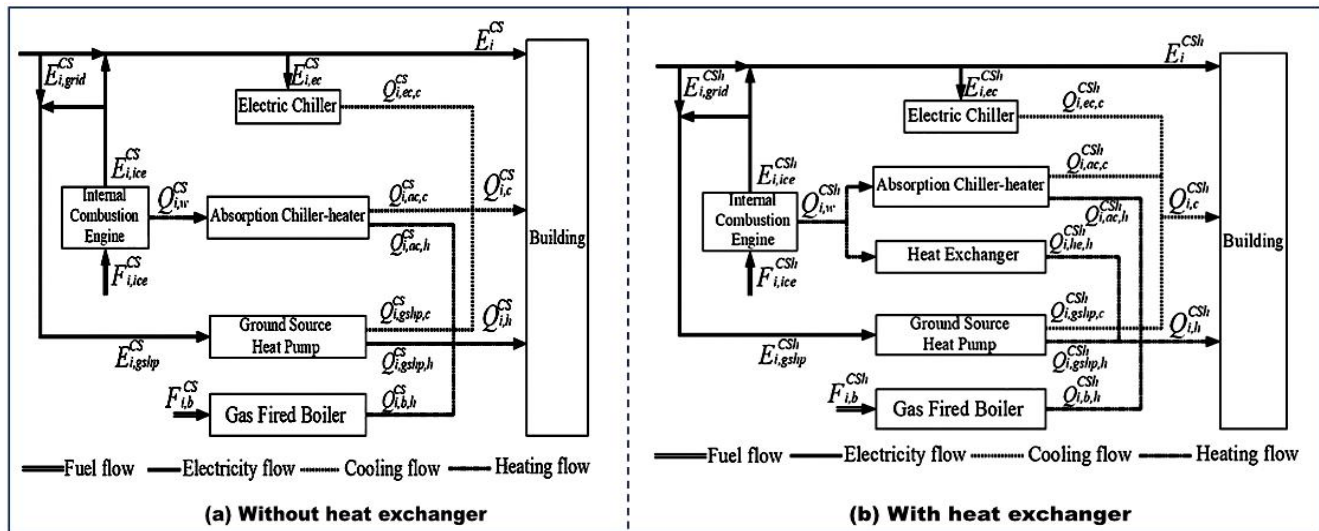 E_i^{CS}
E_{i,grid}^{CS}
E_{i,ec}^{CS}
Q_{i,ec,c}^{CS}
Electric Chiller
E_{i,ice}^{CS}
Internal
Combustion
Engine
Q_{i,w}^{CS}
Absorption Chiller-heater
Q_{i,ac,c}^{CS}
Q_{i,c}^{CS}
Q_{i,ac,h}^{CS}
Building
F_{i,ice}^{CS}
Q_{i,gshp,c}^{CS}
Q_{i,h}^{CS}
Ground Source
Heat Pump
E_{i,gshp}^{CS}
Q_{i,gshp,h}^{CS}
F_{i,b}^{CS}
Gas Fired Boiler
Q_{i,b,h}^{CS}
Fuel flow
Electricity flow
Cooling flow
Heating flow
(a) Without heat exchanger
E_i^{CSh}
E_{i,grid}^{CSh}
E_{i,ec}^{CSh}
Q_{i,ec,c}^{CSh}
Electric Chiller
E_{i,ice}^{CSh}
Internal
Combustion
Engine
Q_{i,w}^{CSh}
Absorption Chiller-heater
Q_{i,ac,c}^{CSh}
Q_{i,c}^{CSh}
Q_{i,ac,h}^{CSh}
Building
Heat Exchanger
Q_{i,he,h}^{CSh}
F_{i,ice}^{CSh}
Q_{i,gshp,c}^{CSh}
Q_{i,h}^{CSh}
Ground Source
Heat Pump
E_{i,gshp}^{CSh}
Q_{i,gshp,h}^{CSh}
F_{i,b}^{CSh}
Gas Fired Boiler
Q_{i,b,h}^{CSh}
Fuel flow
Electricity flow
Cooling flow
Heating flow
(b) With heat exchanger